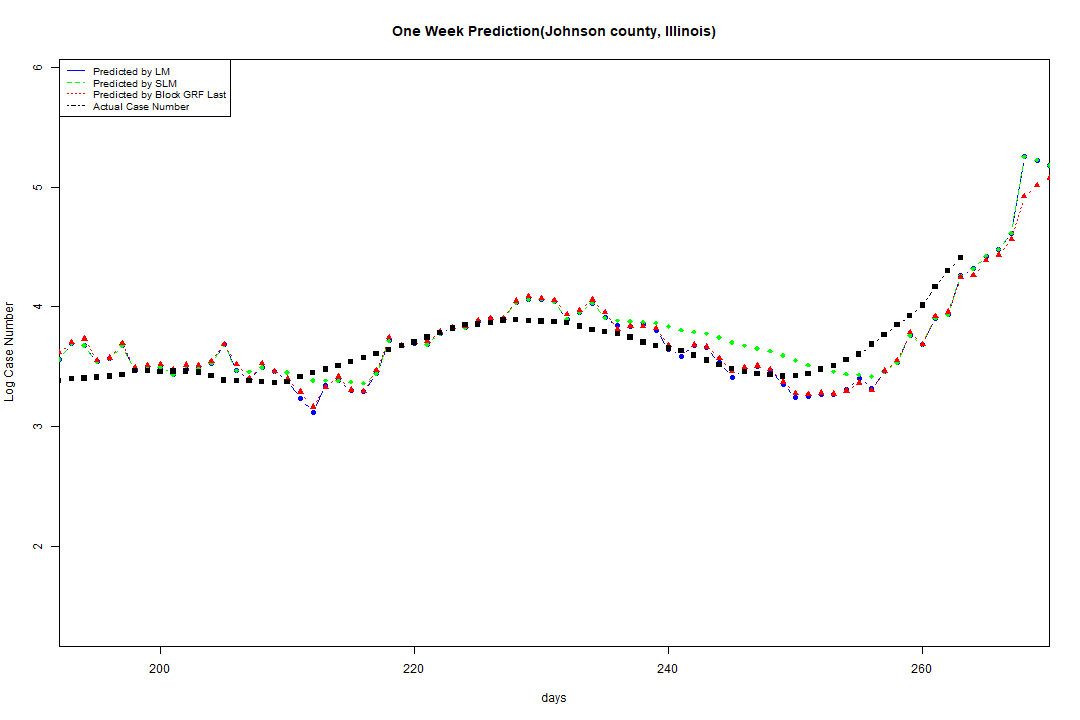 One Week Prediction(Johnson county, Illinois)
Predicted by LM
Predicted by SLM
Predicted by Block GRF Last
Actual Case Number
6
5
4
3
2
Log Case Number
200
220
240
260
days